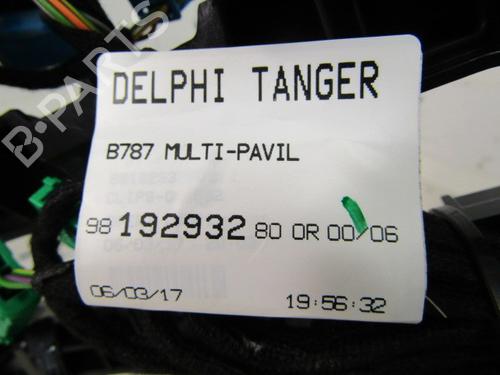 B-PARTS
DELPHI TANGER
B787 MULTI-PAVIL
98 192932 80 OR 00/06
06/03/17 19:56:32